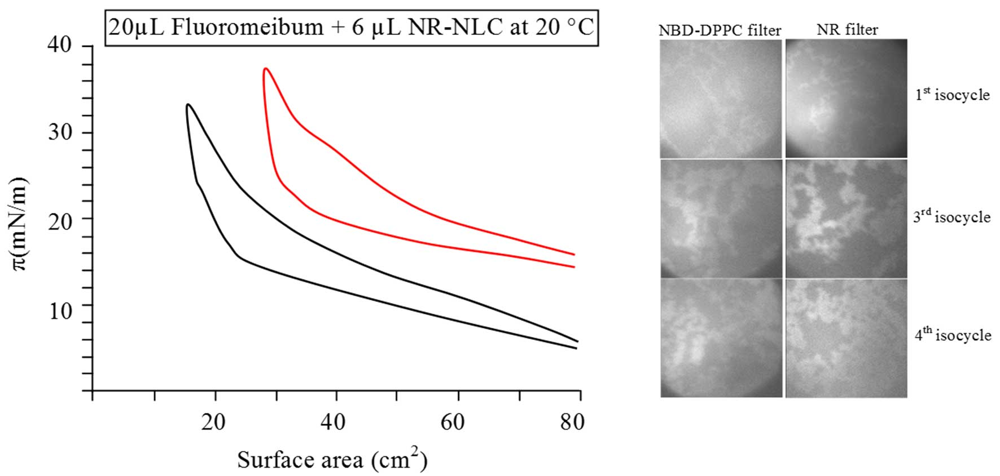 20µL Fluoromeibum + 6 µL NR-NLC at 20 °C
40
30
20
10
π(mN/m)
20 40 60 80
Surface area (cm²)
NBD-DPPC filter NR filter
1ˢᵗ isocycle
3ʳᵈ isocycle
4ᵗʰ isocycle